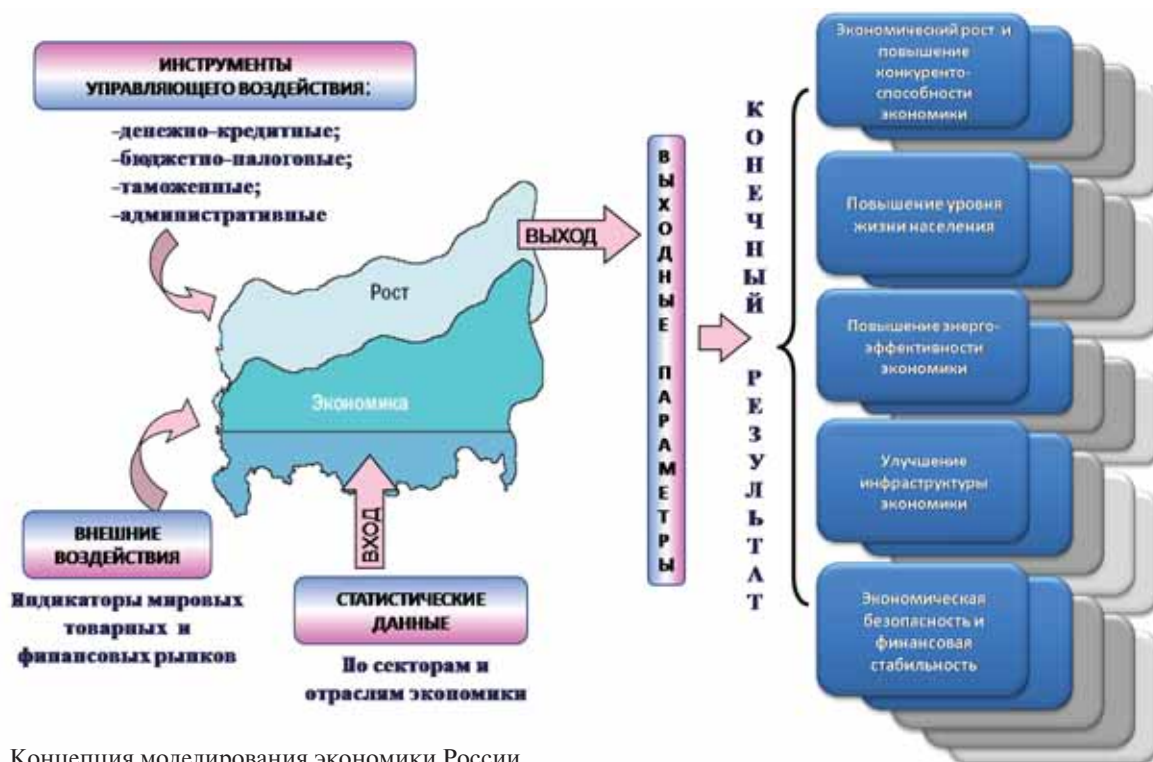 ИНСТРУМЕНТЫ
УПРАВЛЯЮЩЕГО ВОЗДЕЙСТВИЯ:
-денежно-кредитные;
-бюджетно-налоговые;
-таможенные;
-административные
Рост
Экономика
ВЫХОД
ВХОД
ВНЕШНИЕ
ВОЗДЕЙСТВИЯ
Индикаторы мировых
товарных и
финансовых рынков
СТАТИСТИЧЕСКИЕ
ДАННЫЕ
По секторам и
отраслям экономики
ВЫХОДНЫЕ ПАРАМЕТРЫ
КОНЕЧНЫЙ РЕЗУЛЬТАТ
Экономический рост и
повышение
конкуренто-
способности
экономики
Повышение уровня
жизни населения
Повышение энерго-
эффективности
экономики
Улучшение
инфраструктуры
экономики
Экономическая
безопасность и
финансовая
стабильность
Концепция моделирования экономики России